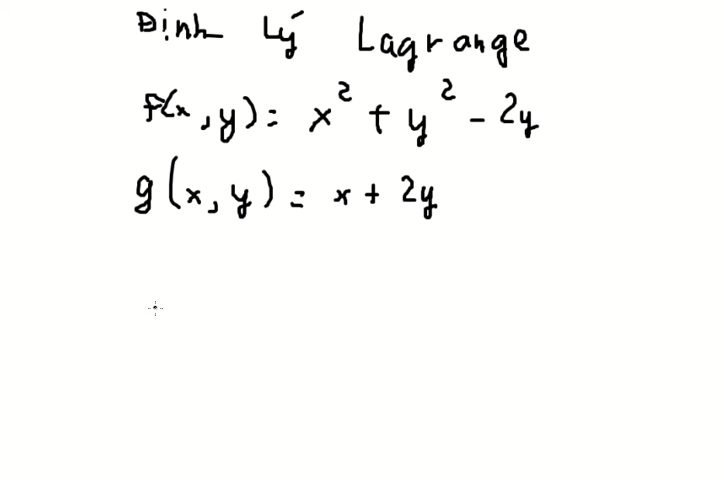 Định Lý Lagrange
F(x, y) = x² + y² - 2y
g(x, y) = x + 2y